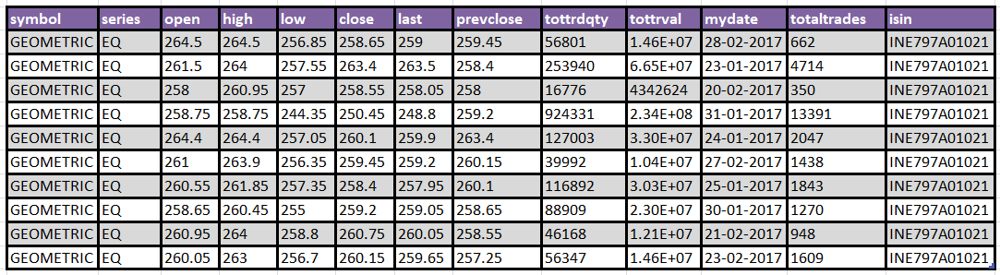 symbol series open high low close last prevclose tottrdqty tottrval mydate totaltrades isin
GEOMETRIC EQ 264.5 264.5 256.85 258.65 259 259.45 56801 1.46E+07 28-02-2017 662 INE797A01021
GEOMETRIC EQ 261.5 264 257.55 263.4 263.5 258.4 253940 6.65E+07 23-01-2017 4714 INE797A01021
GEOMETRIC EQ 258 260.95 257 258.55 258.05 258 16776 4342624 20-02-2017 350 INE797A01021
GEOMETRIC EQ 258.75 258.75 244.35 250.45 248.8 259.2 924331 2.34E+08 31-01-2017 13391 INE797A01021
GEOMETRIC EQ 264.4 264.4 257.05 260.1 259.9 263.4 127003 3.30E+07 24-01-2017 2047 INE797A01021
GEOMETRIC EQ 261 263.9 256.35 259.45 259.2 260.15 39992 1.04E+07 27-02-2017 1438 INE797A01021
GEOMETRIC EQ 260.55 261.85 257.35 258.4 257.95 260.1 116892 3.03E+07 25-01-2017 1843 INE797A01021
GEOMETRIC EQ 258.65 260.45 255 259.2 259.05 258.65 88909 2.30E+07 30-01-2017 1270 INE797A01021
GEOMETRIC EQ 260.95 264 258.8 260.75 260.05 258.55 46168 1.21E+07 21-02-2017 948 INE797A01021
GEOMETRIC EQ 260.05 263 256.7 260.15 259.65 257.25 56347 1.46E+07 23-02-2017 1609 INE797A01021